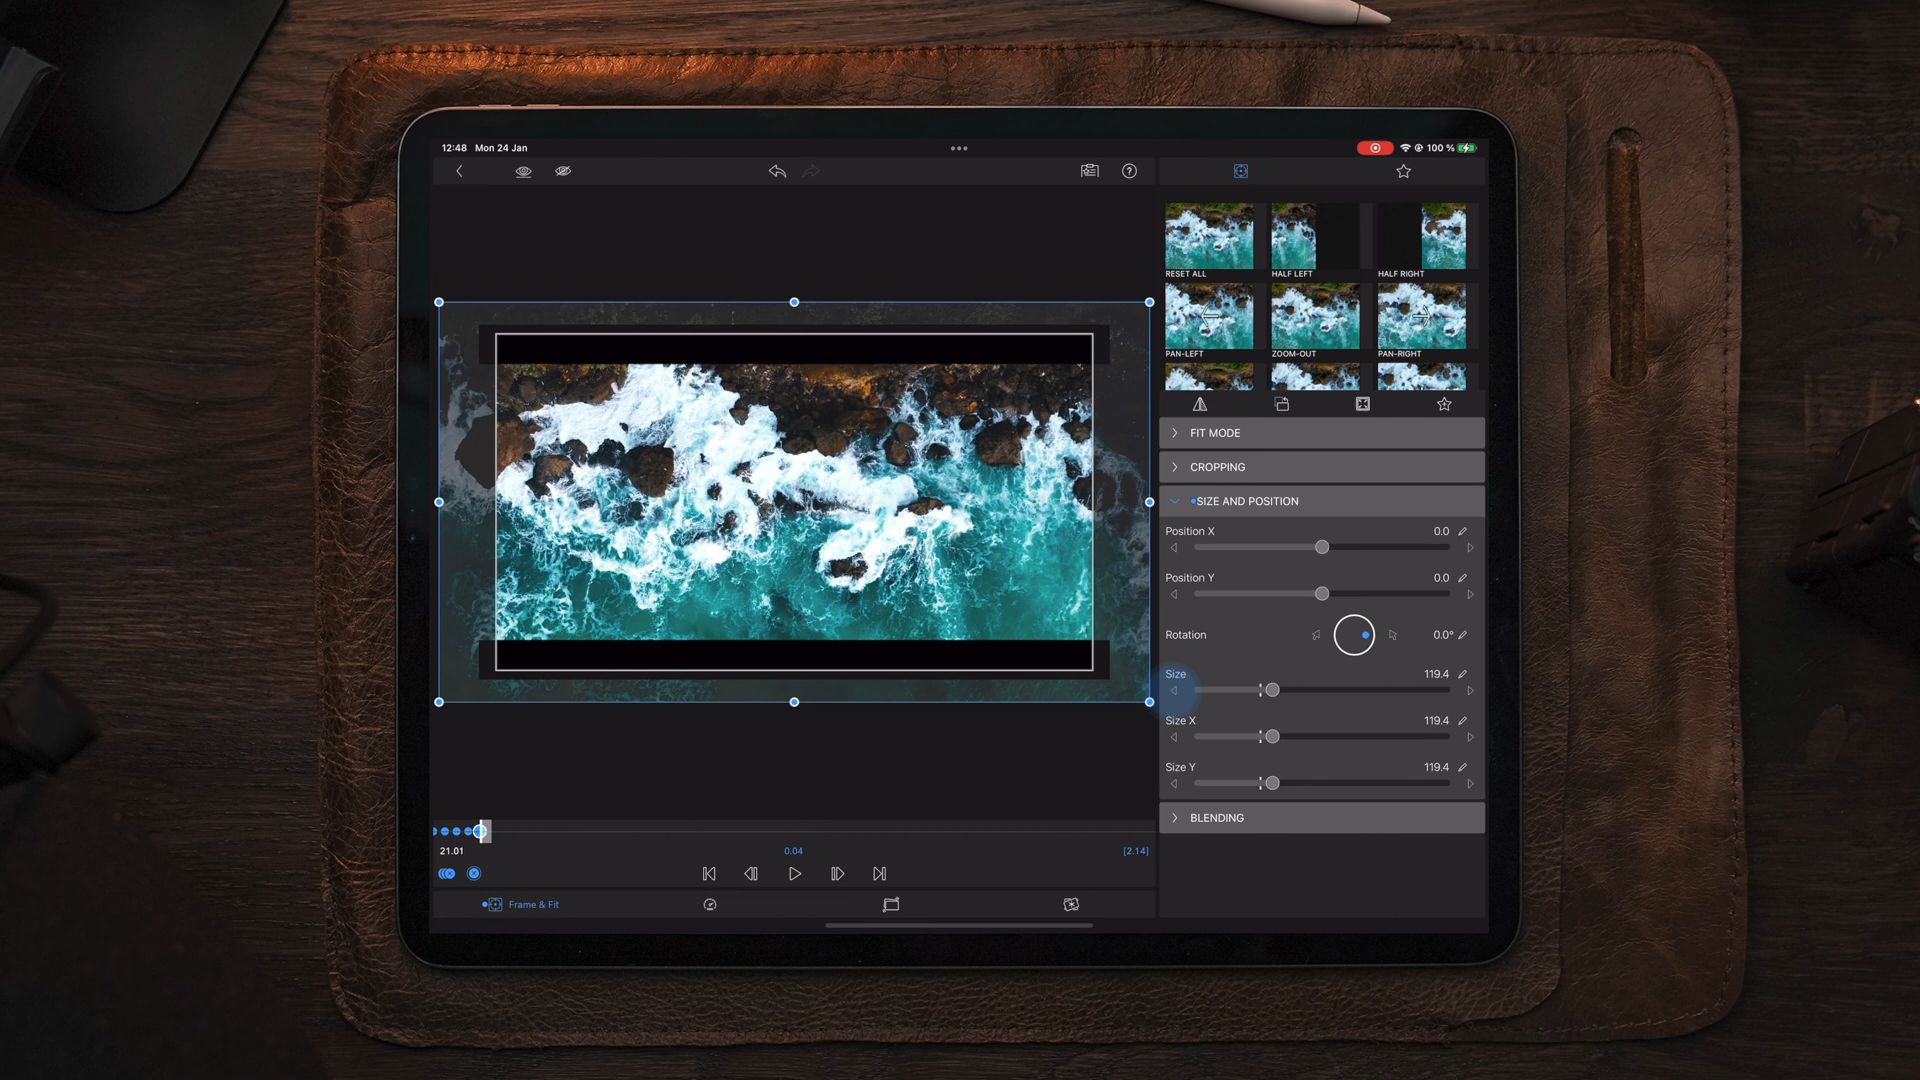 12:48 Mon 24 Jan
100 %
RESET ALL
HALF LEFT
HALF RIGHT
PAN-LEFT
ZOOM-OUT
PAN-RIGHT
FIT MODE
CROPPING
SIZE AND POSITION
Position X 0.0
Position Y 0.0
Rotation 0.0°
Size 119.4
Size X 119.4
Size Y 119.4
BLENDING
21.01 0.04 [2.14]
Frame & Fit